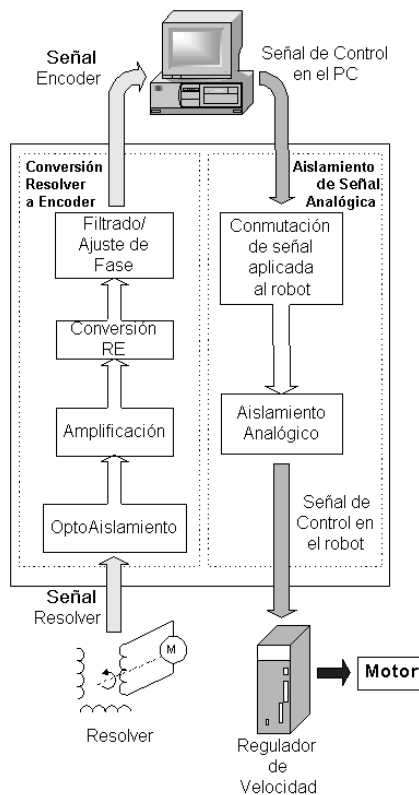 Señal
Encoder
Señal de Control
en el PC
Conversión
Resolver
a Encoder
Filtrado/
Ajuste de
Fase
Conversión
RE
Amplificación
OptoAislamiento
Señal
Resolver
M
Resolver
Aislamiento
de Señal
Analógica
Conmutación
de señal
aplicada
al robot
Aislamiento
Analógico
Señal de
Control en
el robot
Motor
Regulador
de
Velocidad